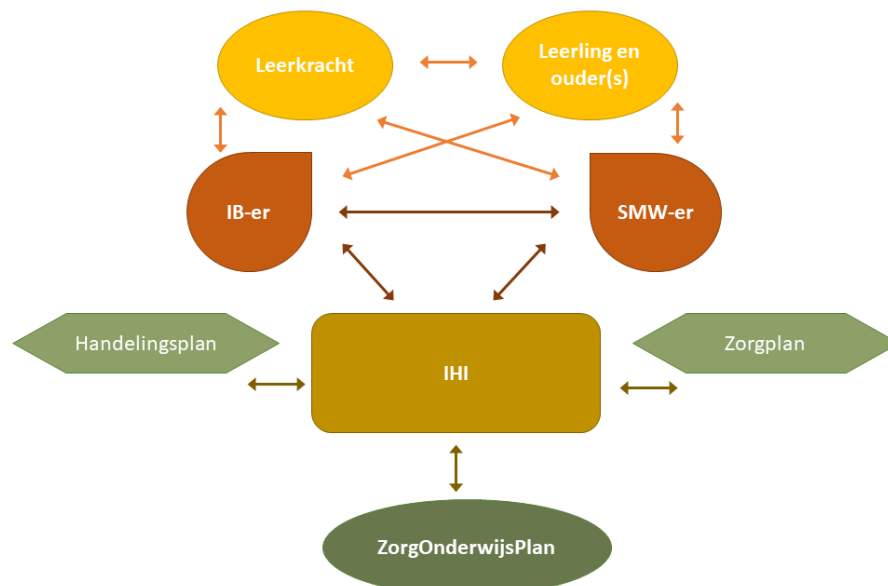 Leerkracht
Leerling en
ouder(s)
IB-er
SMW-er
Handelingsplan
IHI
Zorgplan
ZorgOnderwijsPlan